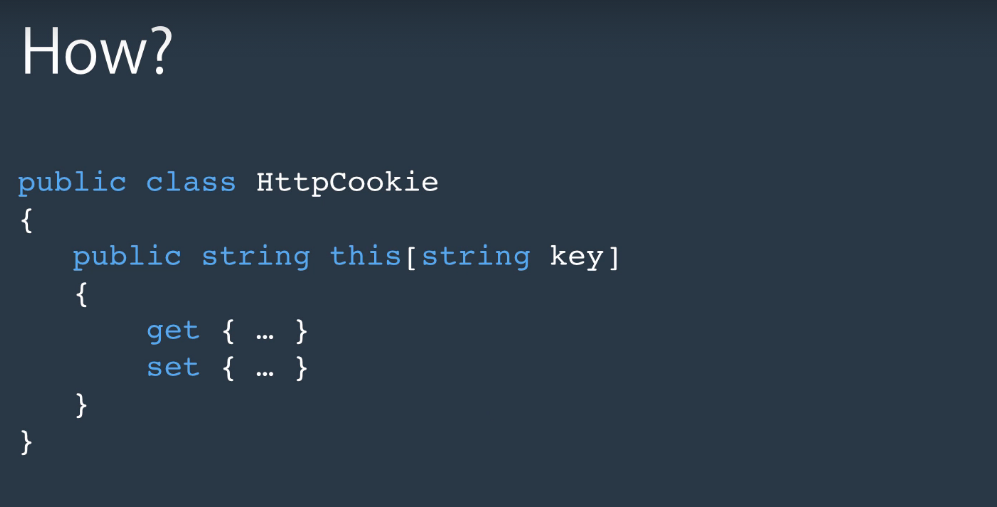 How?
public class HttpCookie
{
public string this[string key]
{
get { … }
set { … }
}
}